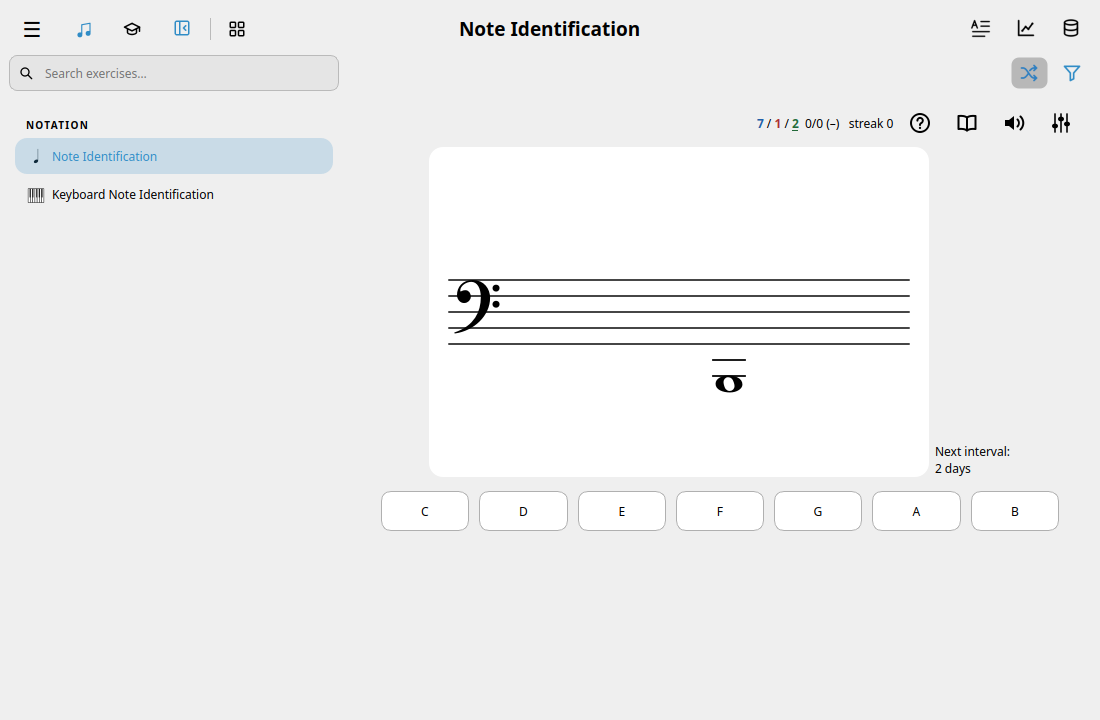 Note Identification
Search exercises...
NOTATION
Note Identification
Keyboard Note Identification
7 / 1 / 2 0/0 (–) streak 0
Next interval:
2 days
C D E F G A B